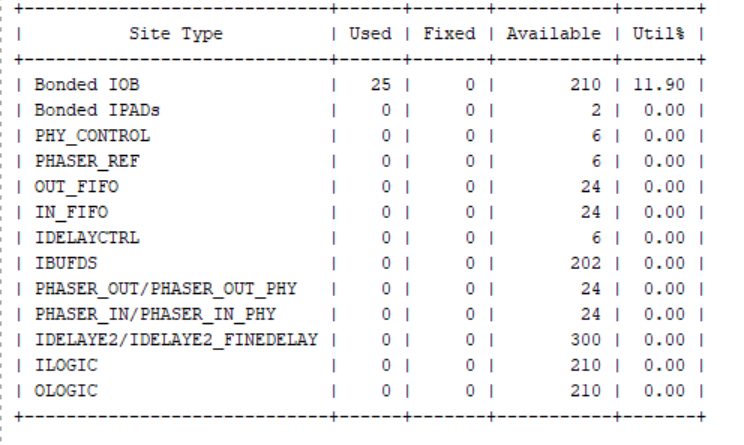 +-----------------------------+------+-------+-----------+-------+
|          Site Type          | Used | Fixed | Available | Util% |
+-----------------------------+------+-------+-----------+-------+
| Bonded IOB                  |   25 |     0 |       210 | 11.90 |
| Bonded IPADs                |    0 |     0 |         2 |  0.00 |
| PHY_CONTROL                 |    0 |     0 |         6 |  0.00 |
| PHASER_REF                  |    0 |     0 |         6 |  0.00 |
| OUT_FIFO                    |    0 |     0 |        24 |  0.00 |
| IN_FIFO                     |    0 |     0 |        24 |  0.00 |
| IDELAYCTRL                  |    0 |     0 |         6 |  0.00 |
| IBUFDS                      |    0 |     0 |       202 |  0.00 |
| PHASER_OUT/PHASER_OUT_PHY   |    0 |     0 |        24 |  0.00 |
| PHASER_IN/PHASER_IN_PHY     |    0 |     0 |        24 |  0.00 |
| IDELAYE2/IDELAYE2_FINEDELAY |    0 |     0 |       300 |  0.00 |
| ILOGIC                      |    0 |     0 |       210 |  0.00 |
| OLOGIC                      |    0 |     0 |       210 |  0.00 |
+-----------------------------+------+-------+-----------+-------+